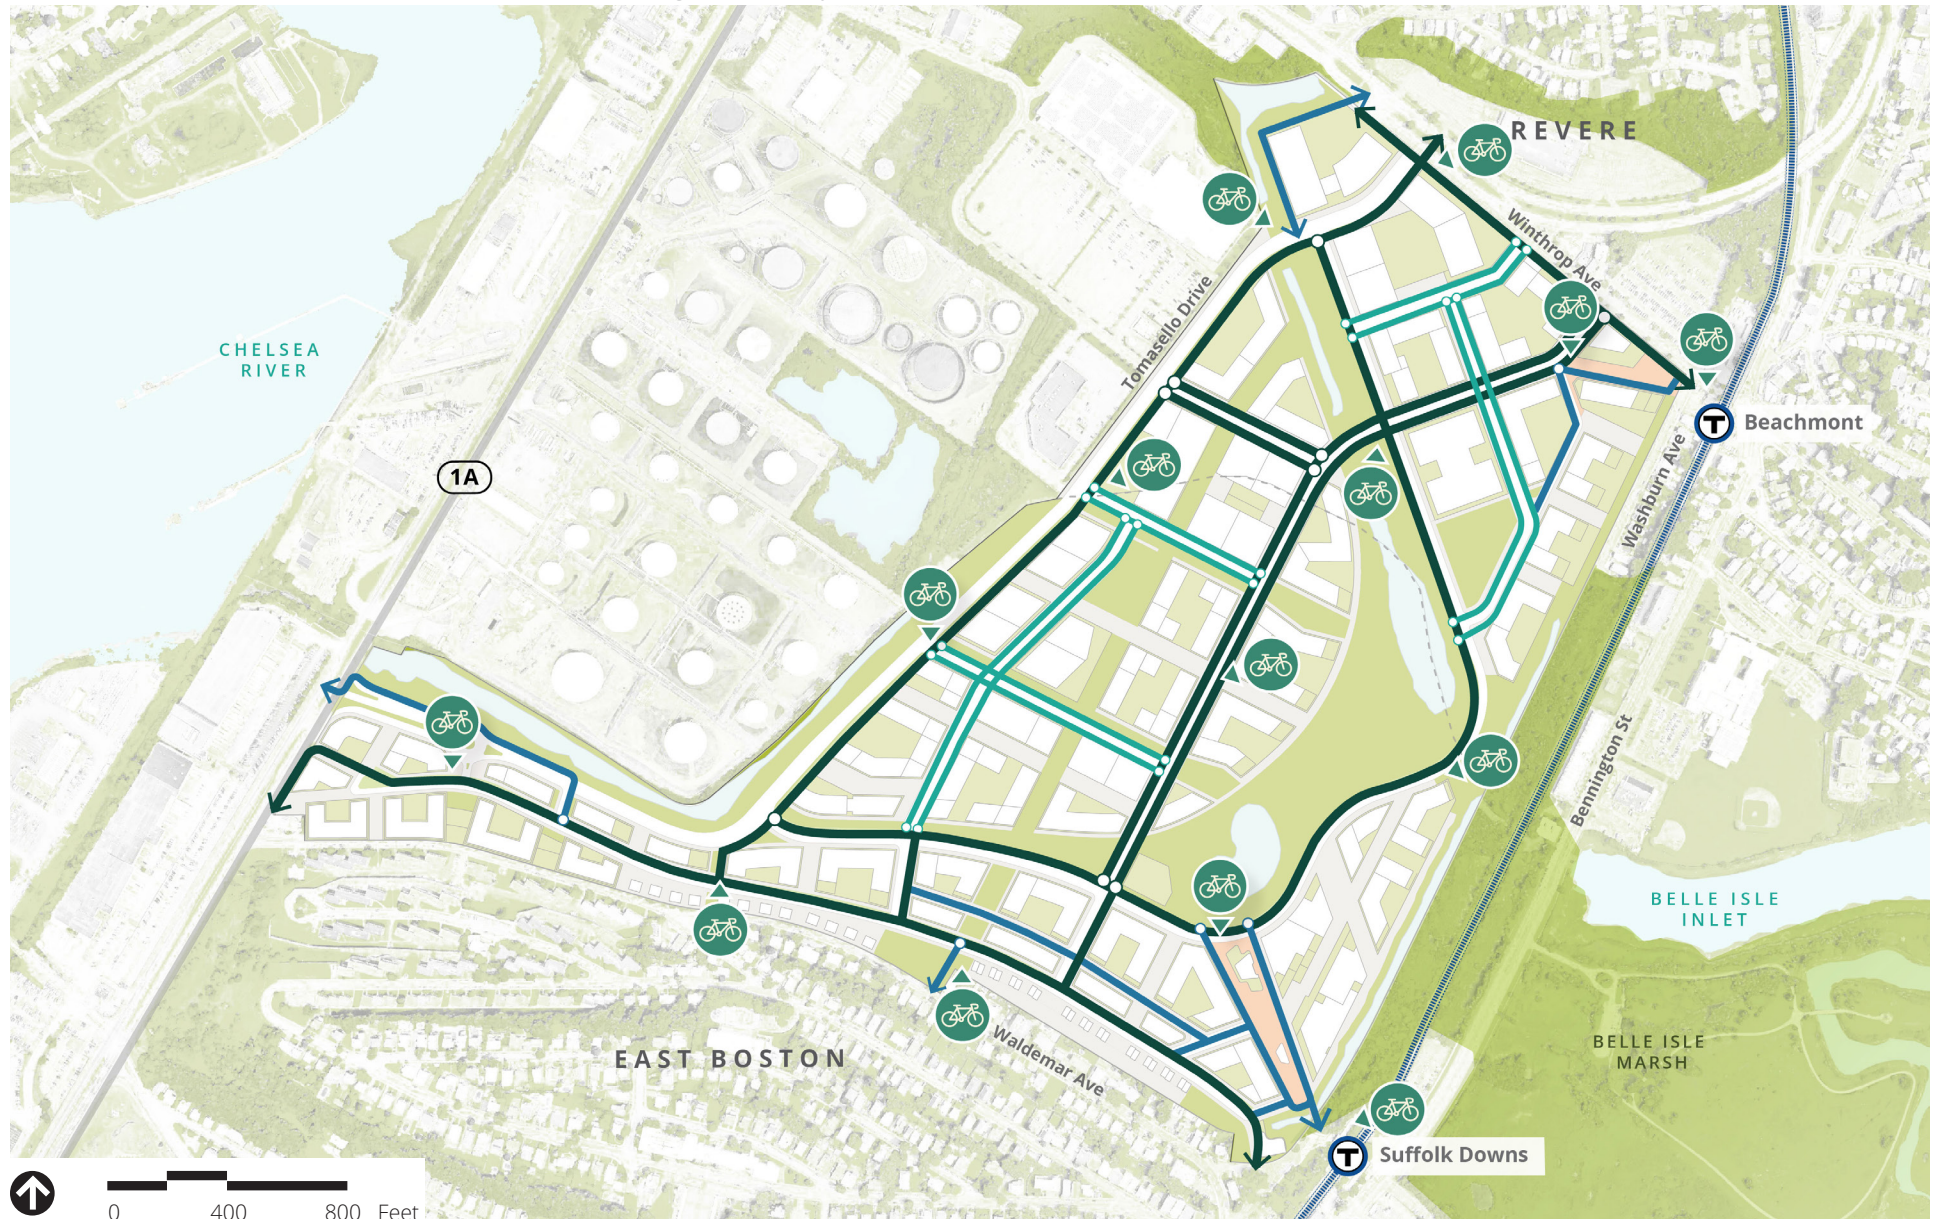 REVERE
Winthrop Ave
Tomasello Drive
CHELSEA
RIVER
Beachmont
1A
Washburn Ave
Bennington St
BELLE ISLE
INLET
BELLE ISLE
MARSH
EAST BOSTON
Waldemar Ave
Suffolk Downs
0 400 800 Feet